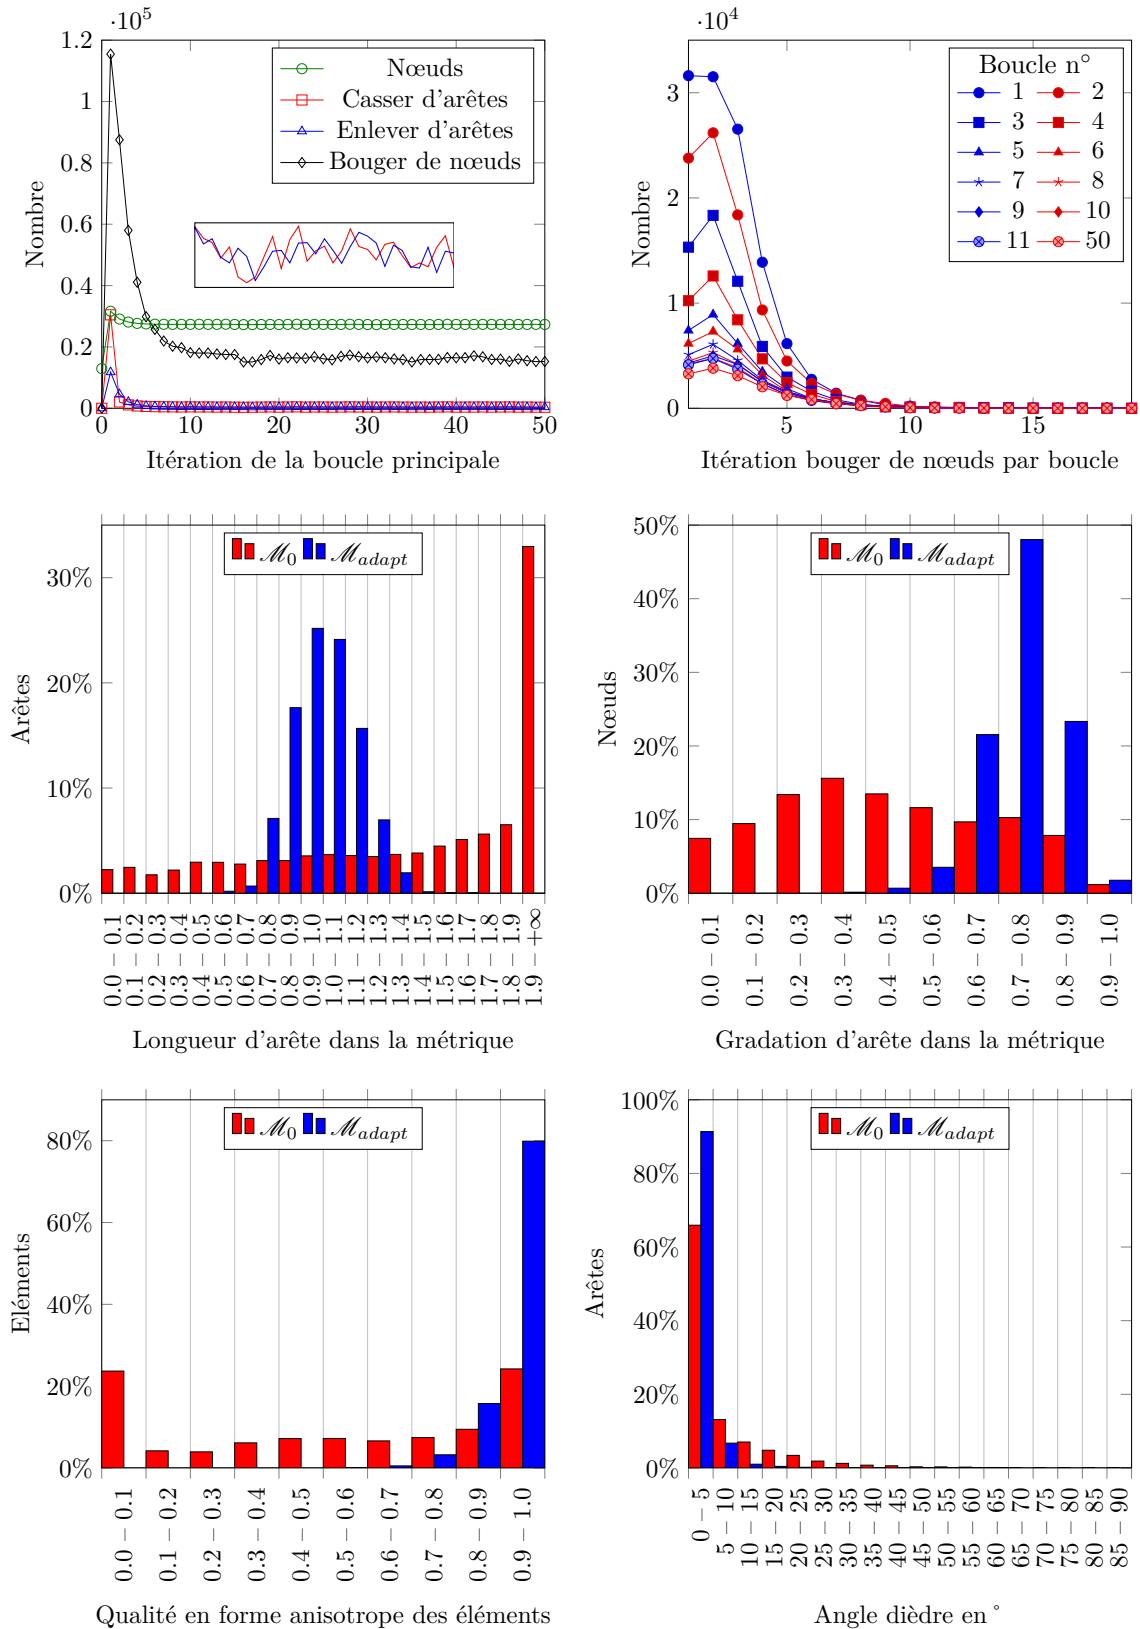 ·10⁵
1.2
1
0.8
0.6
0.4
0.2
0
0 10 20 30 40 50
Nombre
Itération de la boucle principale
Nœuds
Casser d'arêtes
Enlever d'arêtes
Bouger de nœuds
·10⁴
3
2
1
0
5 10 15
Nombre
Itération bouger de nœuds par boucle
Boucle n°
1 2
3 4
5 6
7 8
9 10
11 50
30%
20%
10%
0%
Arêtes
ℳ₀ ℳadapt
0.0 – 0.1
0.1 – 0.2
0.2 – 0.3
0.3 – 0.4
0.4 – 0.5
0.5 – 0.6
0.6 – 0.7
0.7 – 0.8
0.8 – 0.9
0.9 – 1.0
1.0 – 1.1
1.1 – 1.2
1.2 – 1.3
1.3 – 1.4
1.4 – 1.5
1.5 – 1.6
1.6 – 1.7
1.7 – 1.8
1.8 – 1.9
1.9 – +∞
Longueur d'arête dans la métrique
50%
40%
30%
20%
10%
0%
Nœuds
ℳ₀ ℳadapt
0.0 – 0.1
0.1 – 0.2
0.2 – 0.3
0.3 – 0.4
0.4 – 0.5
0.5 – 0.6
0.6 – 0.7
0.7 – 0.8
0.8 – 0.9
0.9 – 1.0
Gradation d'arête dans la métrique
80%
60%
40%
20%
0%
Eléments
ℳ₀ ℳadapt
0.0 – 0.1
0.1 – 0.2
0.2 – 0.3
0.3 – 0.4
0.4 – 0.5
0.5 – 0.6
0.6 – 0.7
0.7 – 0.8
0.8 – 0.9
0.9 – 1.0
Qualité en forme anisotrope des éléments
100%
80%
60%
40%
20%
0%
Arêtes
ℳ₀ ℳadapt
0 – 5
5 – 10
10 – 15
15 – 20
20 – 25
25 – 30
30 – 35
35 – 40
40 – 45
45 – 50
50 – 55
55 – 60
60 – 65
65 – 70
70 – 75
75 – 80
80 – 85
85 – 90
Angle dièdre en °